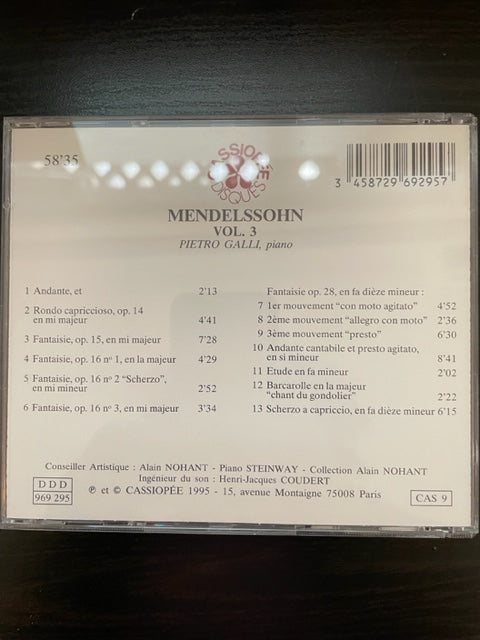 58'35
CASSIOPÉE
DISQUES
3 458729 692957
MENDELSSOHN
VOL. 3
PIETRO GALLI, piano
1 Andante, et 2'13
2 Rondo capriccioso, op. 14
en mi majeur 4'41
3 Fantaisie, op. 15, en mi majeur 7'28
4 Fantaisie, op. 16 nº 1, en la majeur 4'29
5 Fantaisie, op. 16 nº 2 "Scherzo",
en mi mineur 2'52
6 Fantaisie, op. 16 nº 3, en mi majeur 3'34
Fantaisie op. 28, en fa dièze mineur :
7 1er mouvement "con moto agitato" 4'52
8 2ème mouvement "allegro con moto" 2'36
9 3ème mouvement "presto" 6'30
10 Andante cantabile et presto agitato,
en si mineur 8'41
11 Etude en fa mineur 2'02
12 Barcarolle en la majeur
"chant du gondolier" 2'22
13 Scherzo a capriccio, en fa dièze mineur 6'15
Conseiller Artistique : Alain NOHANT - Piano STEINWAY - Collection Alain NOHANT
Ingénieur du son : Henri-Jacques COUDERT
℗ et © CASSIOPÉE 1995 - 15, avenue Montaigne 75008 Paris
D D D
969 295
CAS 9